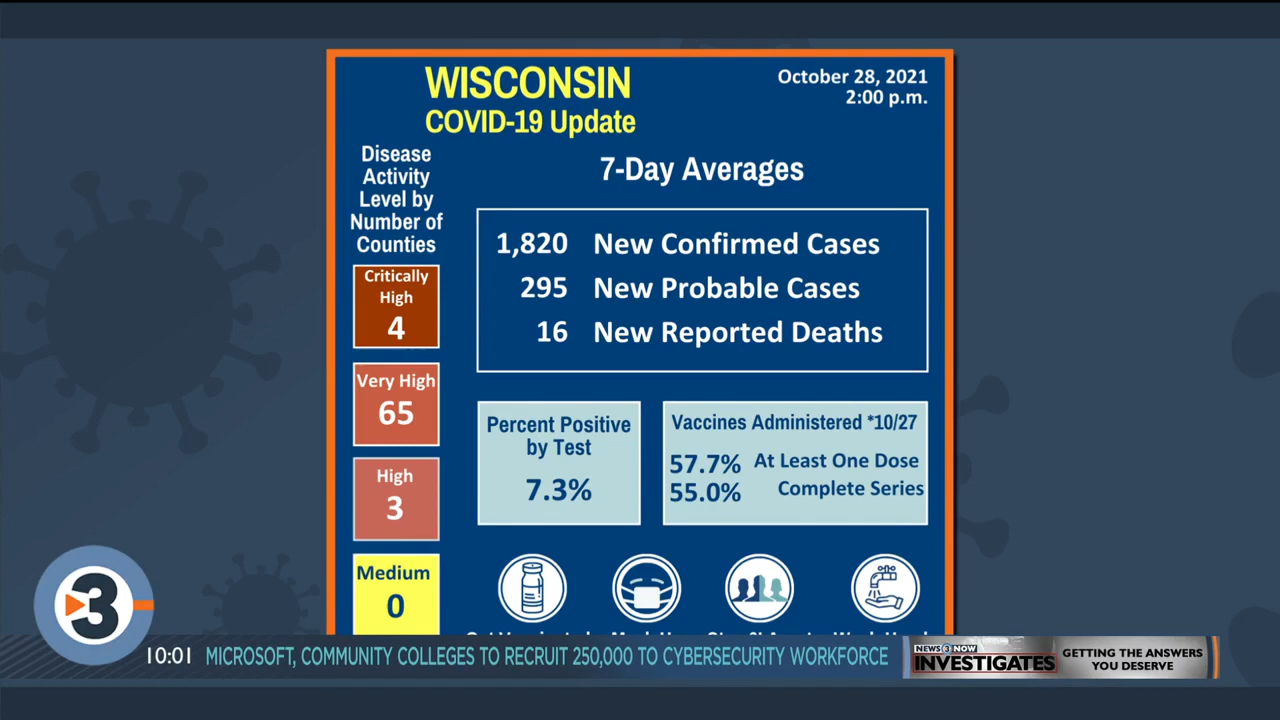 WISCONSIN
COVID-19 Update
October 28, 2021
2:00 p.m.
Disease
Activity
Level by
Number of
Counties
Critically
High
4
Very High
65
High
3
Medium
0
7-Day Averages
1,820 New Confirmed Cases
295 New Probable Cases
16 New Reported Deaths
Percent Positive
by Test
7.3%
Vaccines Administered *10/27
57.7% At Least One Dose
55.0% Complete Series
3
10:01 MICROSOFT, COMMUNITY COLLEGES TO RECRUIT 250,000 TO CYBERSECURITY WORKFORCE
NEWS 3 NOW
INVESTIGATES
GETTING THE ANSWERS
YOU DESERVE